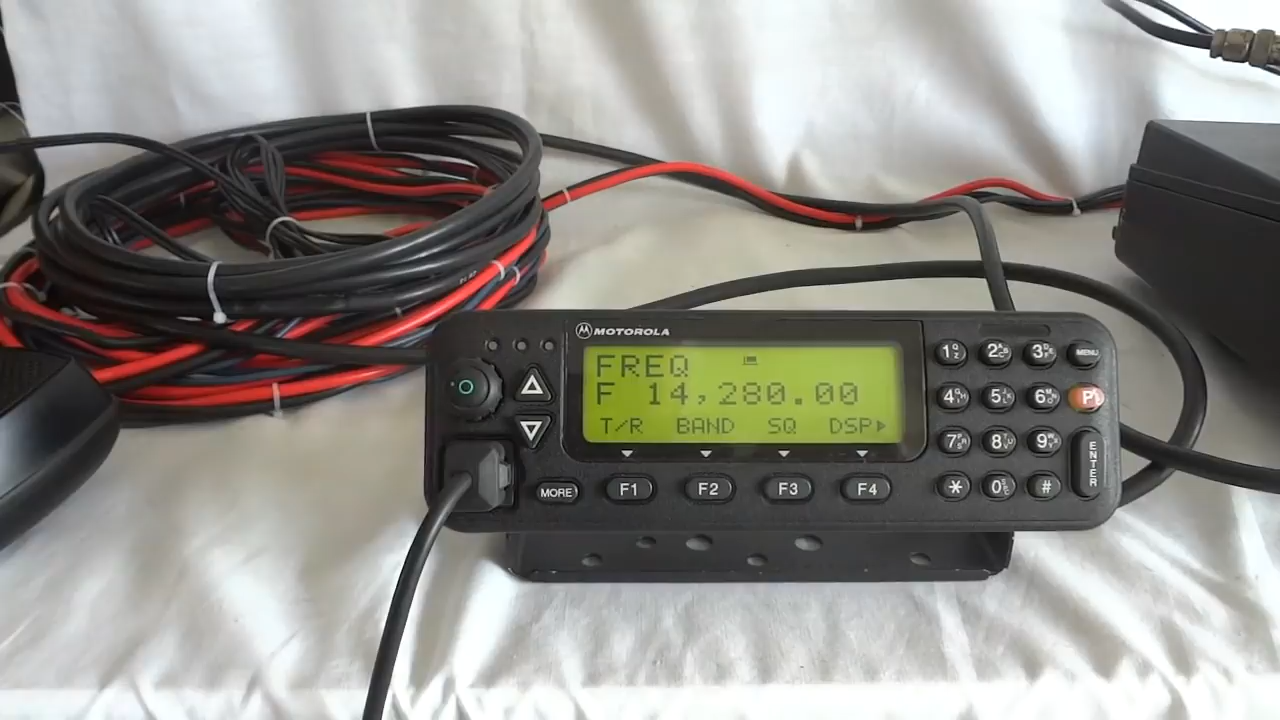 MOTOROLA
FREQ
F 14,280.00
T/R BAND SQ DSP
MORE F1 F2 F3 F4
1 2 3 MENU
4 5 6
7 8 9
* 0 #
ENTER